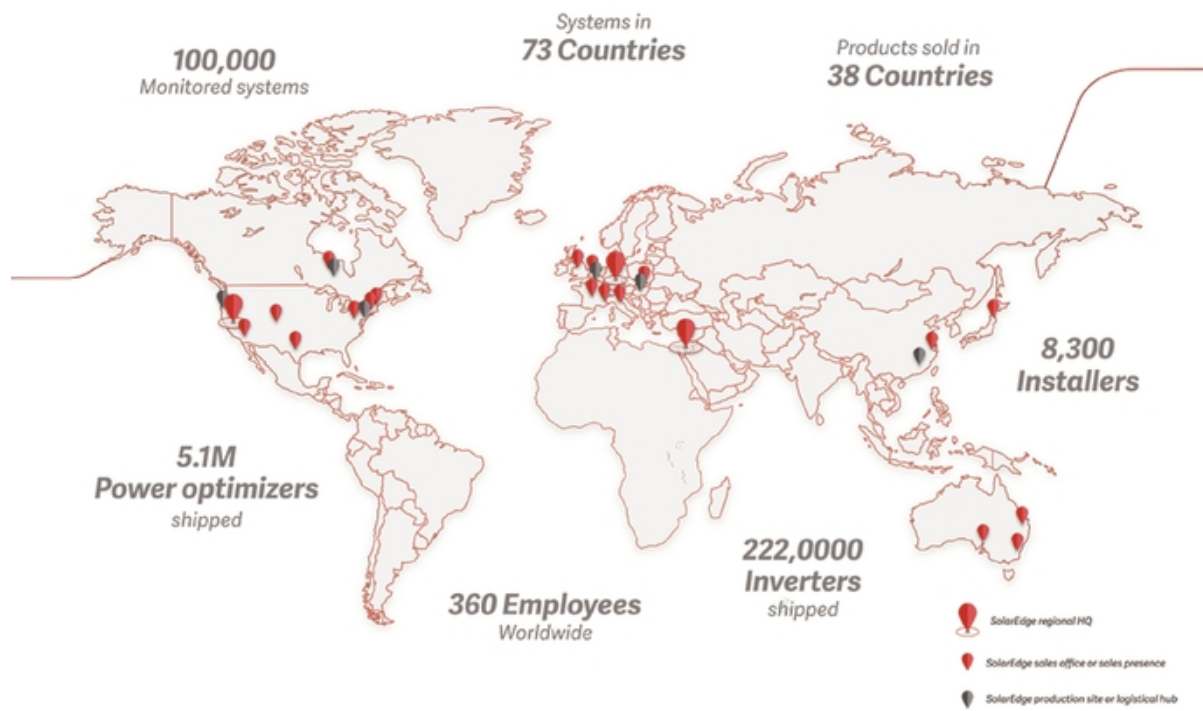 Systems in
73 Countries
100,000
Monitored systems
Products sold in
38 Countries
8,300
Installers
5.1M
Power optimizers
shipped
222,0000
Inverters
shipped
360 Employees
Worldwide
SolarEdge regional HQ
SolarEdge sales office or sales presence
SolarEdge production site or logistical hub